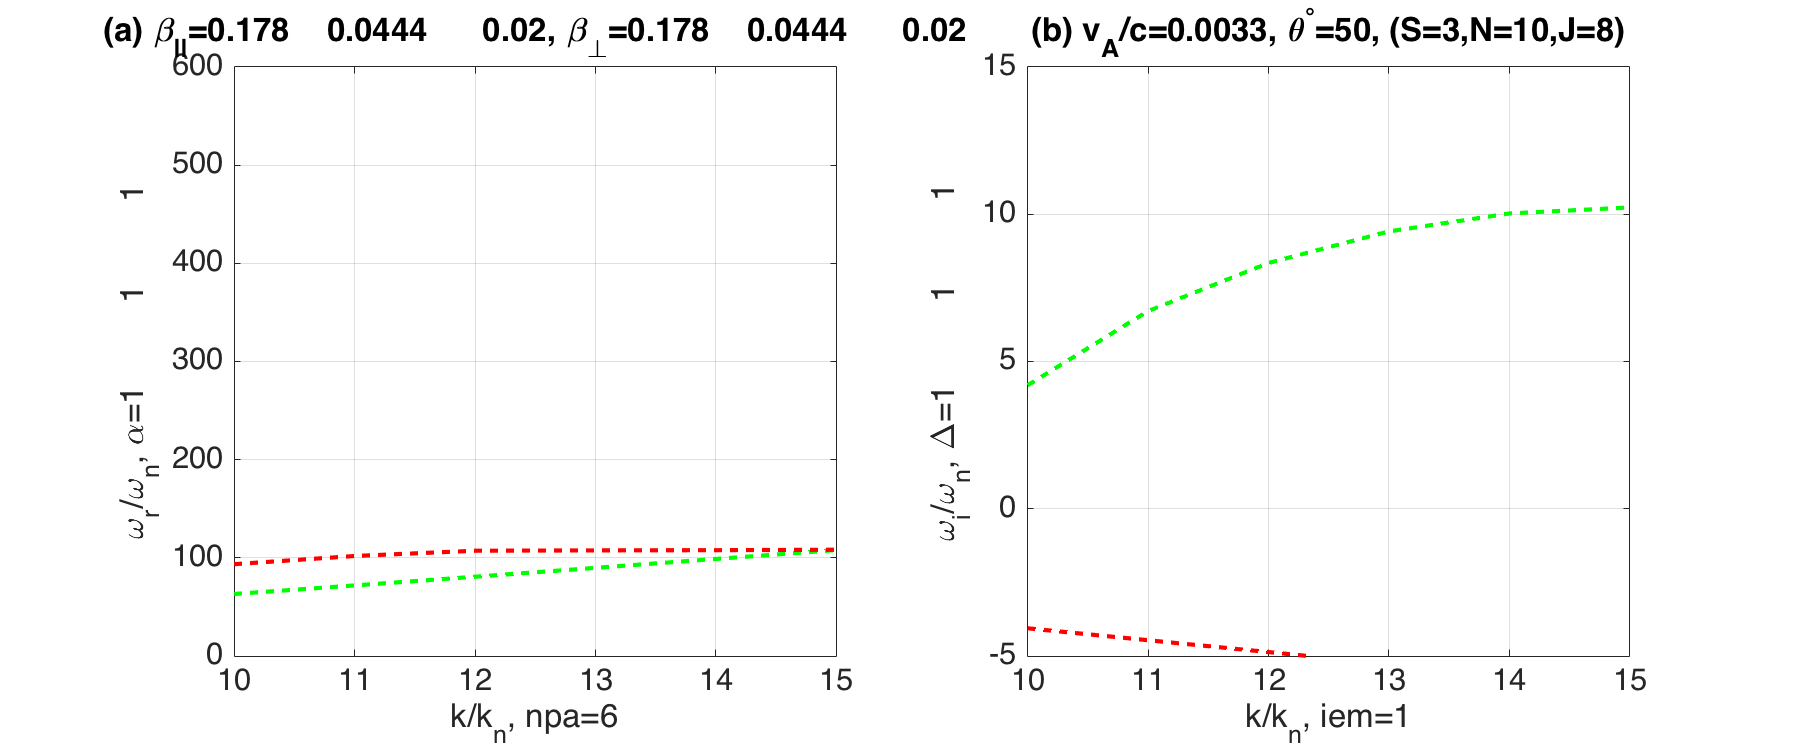 (a) β∥=0.178 0.0444 0.02, β⊥=0.178 0.0444 0.02
(b) vA/c=0.0033, θ°=50, (S=3,N=10,J=8)
600
500
400
300
200
100
0
ωr/ωn, α=1 1 1
10 11 12 13 14 15
k/kn, npa=6
15
10
5
0
-5
ωi/ωn, Δ=1 1 1
10 11 12 13 14 15
k/kn, iem=1